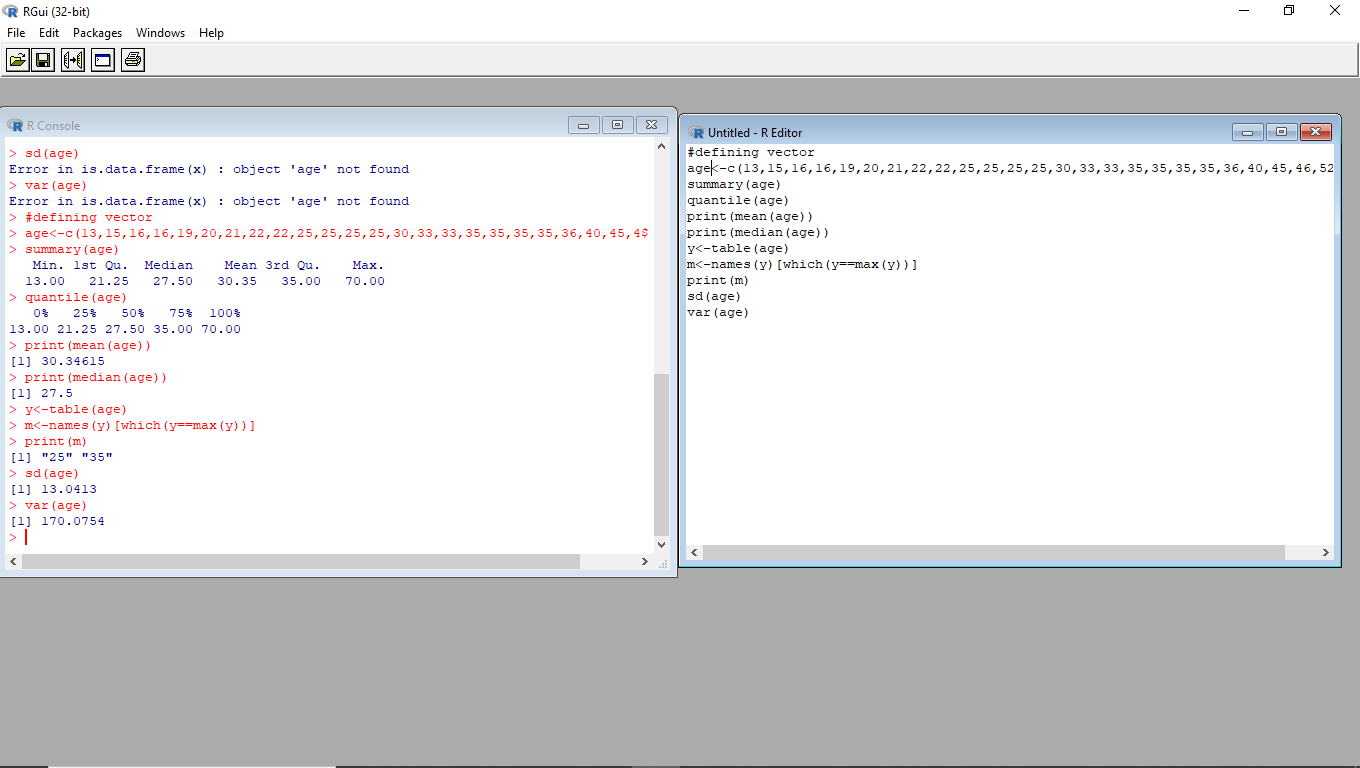 RGui (32-bit)
File Edit Packages Windows Help
R Console
> sd(age)
Error in is.data.frame(x) : object 'age' not found
> var(age)
Error in is.data.frame(x) : object 'age' not found
> #defining vector
> age<-c(13,15,16,16,19,20,21,22,22,25,25,25,25,30,33,33,35,35,35,35,36,40,45,4$
> summary(age)
Min. 1st Qu. Median Mean 3rd Qu. Max.
13.00 21.25 27.50 30.35 35.00 70.00
> quantile(age)
0% 25% 50% 75% 100%
13.00 21.25 27.50 35.00 70.00
> print(mean(age))
[1] 30.34615
> print(median(age))
[1] 27.5
> y<-table(age)
> m<-names(y)[which(y==max(y))]
> print(m)
[1] "25" "35"
> sd(age)
[1] 13.0413
> var(age)
[1] 170.0754
>
Untitled - R Editor
#defining vector
age<-c(13,15,16,16,19,20,21,22,22,25,25,25,25,30,33,33,35,35,35,35,36,40,45,46,52
summary(age)
quantile(age)
print(mean(age))
print(median(age))
y<-table(age)
m<-names(y)[which(y==max(y))]
print(m)
sd(age)
var(age)